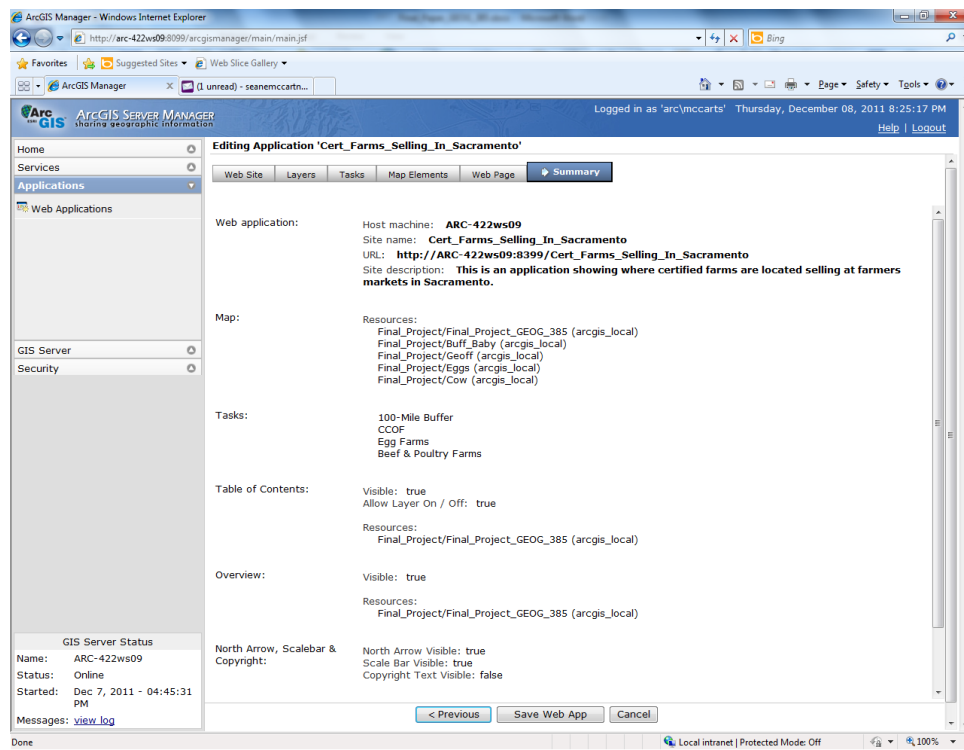 ArcGIS Manager - Windows Internet Explorer
http://arc-422ws09:8099/arcgismanager/main/main.jsf
Bing
Favorites Suggested Sites Web Slice Gallery
ArcGIS Manager X (1 unread) - seanemccartn...
Page Safety Tools
Arc GIS ArcGIS Server Manager
sharing geographic information
Logged in as 'arc\mccarts' Thursday, December 08, 2011 8:25:17 PM
Help | Logout
Home
Services
Applications
Web Applications
GIS Server
Security
Editing Application 'Cert_Farms_Selling_In_Sacramento'
Web Site Layers Tasks Map Elements Web Page Summary
Web application:
Host machine: ARC-422ws09
Site name: Cert_Farms_Selling_In_Sacramento
URL: http://ARC-422ws09:8399/Cert_Farms_Selling_In_Sacramento
Site description: This is an application showing where certified farms are located selling at farmers
markets in Sacramento.
Map:
Resources:
Final_Project/Final_Project_GEOG_385 (arcgis_local)
Final_Project/Buff_Baby (arcgis_local)
Final_Project/Geoff (arcgis_local)
Final_Project/Eggs (arcgis_local)
Final_Project/Cow (arcgis_local)
Tasks:
100-Mile Buffer
CCOF
Egg Farms
Beef & Poultry Farms
Table of Contents:
Visible: true
Allow Layer On / Off: true
Resources:
Final_Project/Final_Project_GEOG_385 (arcgis_local)
Overview:
Visible: true
Resources:
Final_Project/Final_Project_GEOG_385 (arcgis_local)
North Arrow, Scalebar &
Copyright:
North Arrow Visible: true
Scale Bar Visible: true
Copyright Text Visible: false
GIS Server Status
Name: ARC-422ws09
Status: Online
Started: Dec 7, 2011 - 04:45:31
PM
Messages: view log
< Previous Save Web App Cancel
Done
Local intranet | Protected Mode: Off
100%